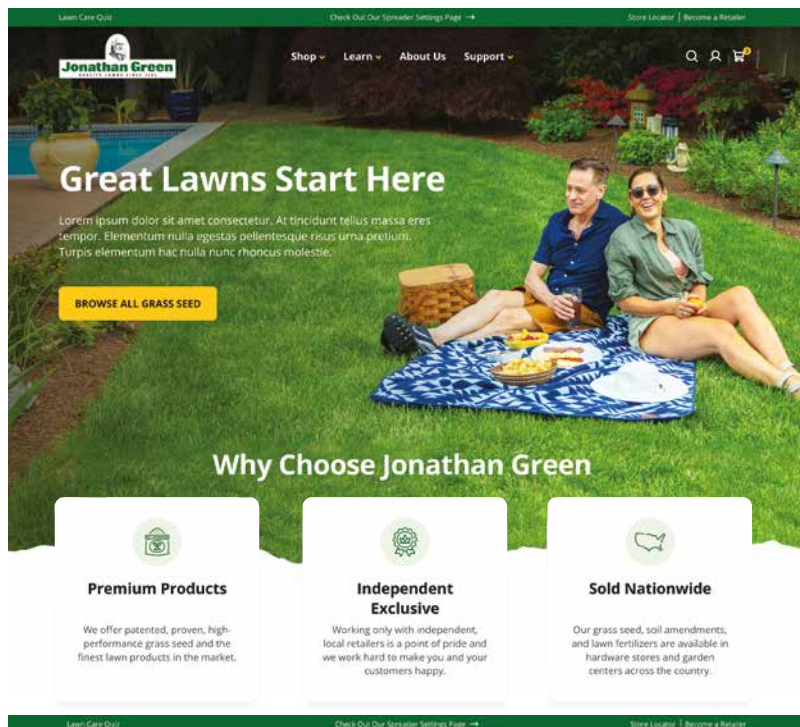 Lawn Care Quiz
Check Out Our Spreader Settings Page →
Store Locator | Become a Retailer
Jonathan Green
QUALITY LAWNS SINCE 1881
Shop
Learn
About Us
Support
Great Lawns Start Here
Lorem ipsum dolor sit amet consectetur. At tincidunt tellus massa eres
tempor. Elementum nulla egestas pellentesque risus urna pretium.
Turpis elementum hac nulla nunc rhoncus molestie.
BROWSE ALL GRASS SEED
Why Choose Jonathan Green
Premium Products
We offer patented, proven, high-
performance grass seed and the
finest lawn products in the market.
Independent
Exclusive
Working only with independent,
local retailers is a point of pride and
we work hard to make you and your
customers happy.
Sold Nationwide
Our grass seed, soil amendments,
and lawn fertilizers are available in
hardware stores and garden
centers across the country.
Lawn Care Quiz
Check Out Our Spreader Settings Page →
Store Locator | Become a Retailer